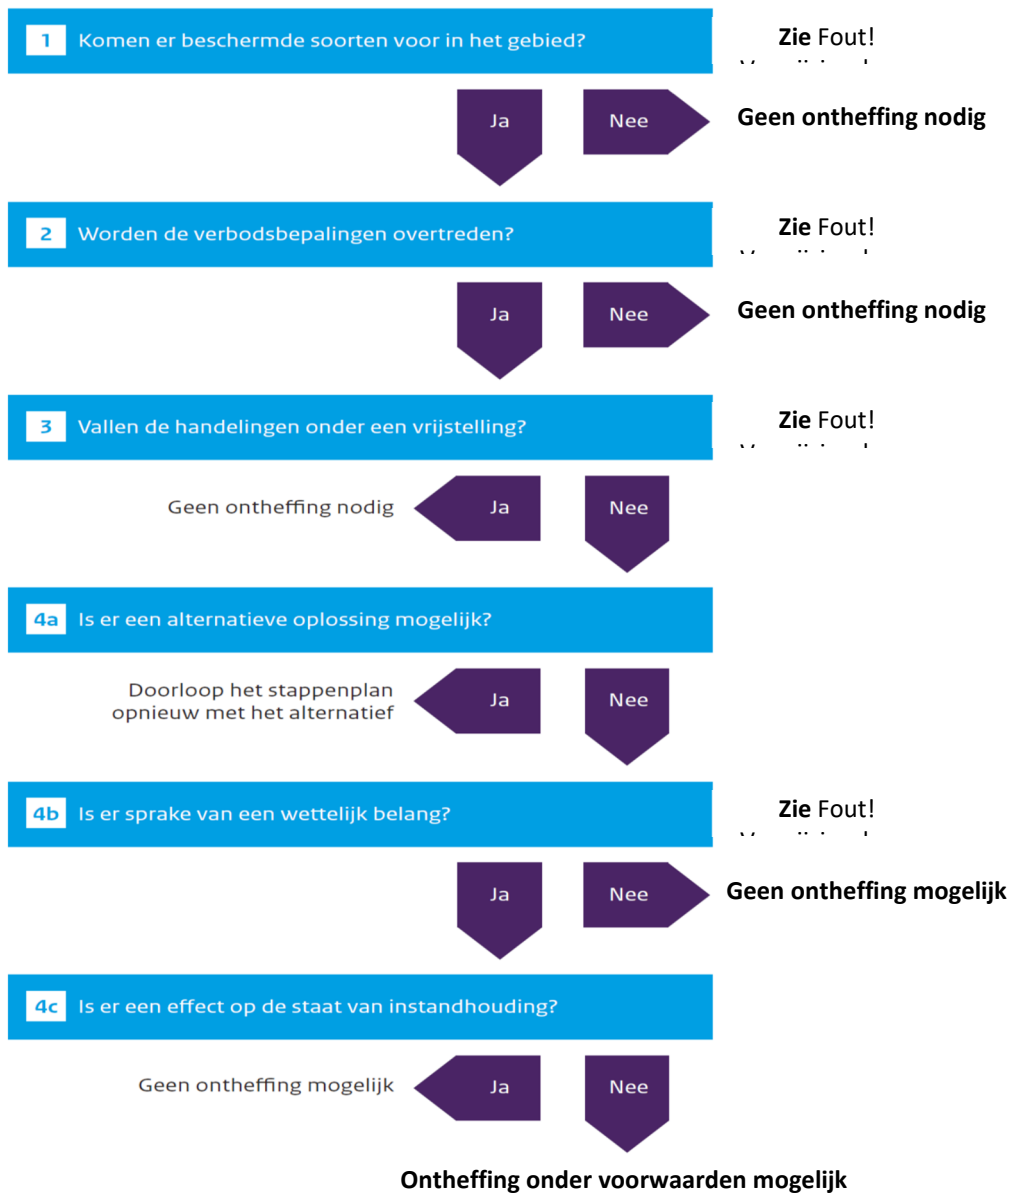 1 Komen er beschermde soorten voor in het gebied?
Zie Fout!
Ja
Nee
Geen ontheffing nodig
2 Worden de verbodsbepalingen overtreden?
Zie Fout!
Ja
Nee
Geen ontheffing nodig
3 Vallen de handelingen onder een vrijstelling?
Zie Fout!
Geen ontheffing nodig
Ja
Nee
4a Is er een alternatieve oplossing mogelijk?
Doorloop het stappenplan
opnieuw met het alternatief
Ja
Nee
4b Is er sprake van een wettelijk belang?
Zie Fout!
Ja
Nee
Geen ontheffing mogelijk
4c Is er een effect op de staat van instandhouding?
Geen ontheffing mogelijk
Ja
Nee
Ontheffing onder voorwaarden mogelijk